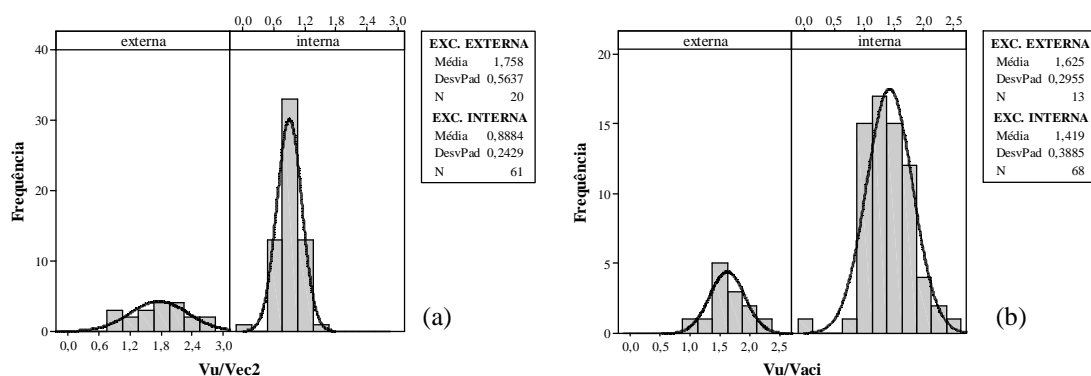 0,0 1,2 1,8 3,0
externa interna
40
30
20
10
0
Frequência
0,0 0,6 1,2 1,8 2,4 3,0
Vu/Vec2
(a)
EXC. EXTERNA
Média 1,758
DesvPad 0,5637
N 20
EXC. INTERNA
Média 0,8884
DesvPad 0,2429
N 61
0,0 0,5 1,0 1,5 2,0 2,5
externa interna
20
15
10
5
0
Frequência
0,0 0,5 1,0 1,5 2,0 2,5
Vu/Vaci
(b)
EXC. EXTERNA
Média 1,625
DesvPad 0,2955
N 13
EXC. INTERNA
Média 1,419
DesvPad 0,3885
N 68